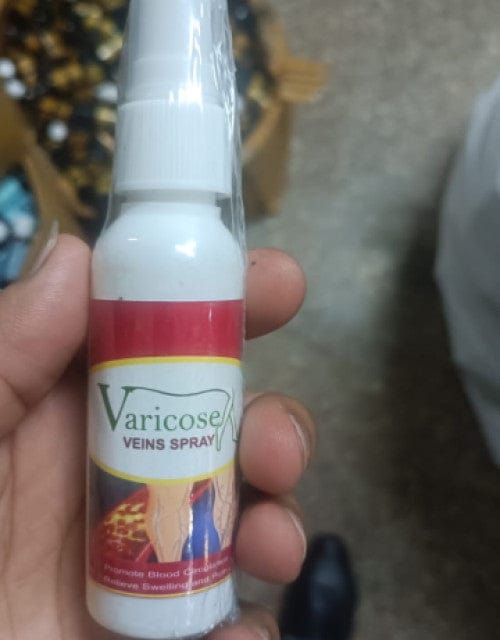 Varicose
VEINS SPRAY
Promote Blood
Relieve Swelling and